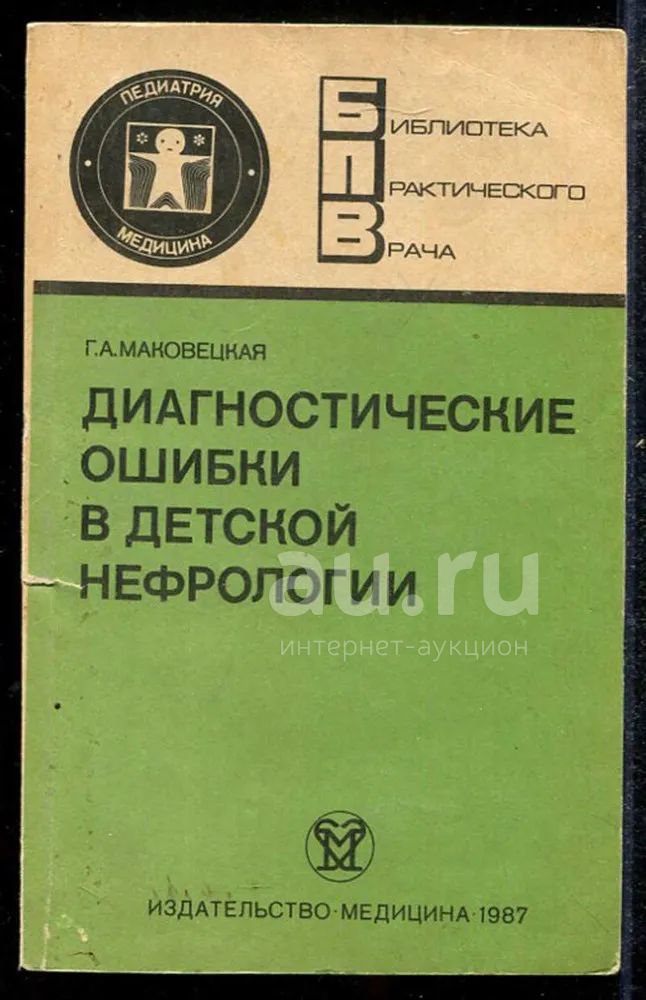 ПЕДИАТРИЯ
МЕДИЦИНА
БИБЛИОТЕКА
ПРАКТИЧЕСКОГО
ВРАЧА
Г.А.МАКОВЕЦКАЯ
ДИАГНОСТИЧЕСКИЕ
ОШИБКИ
В ДЕТСКОЙ
НЕФРОЛОГИИ
au.ru
интернет-аукцион
М
ИЗДАТЕЛЬСТВО·МЕДИЦИНА·1987